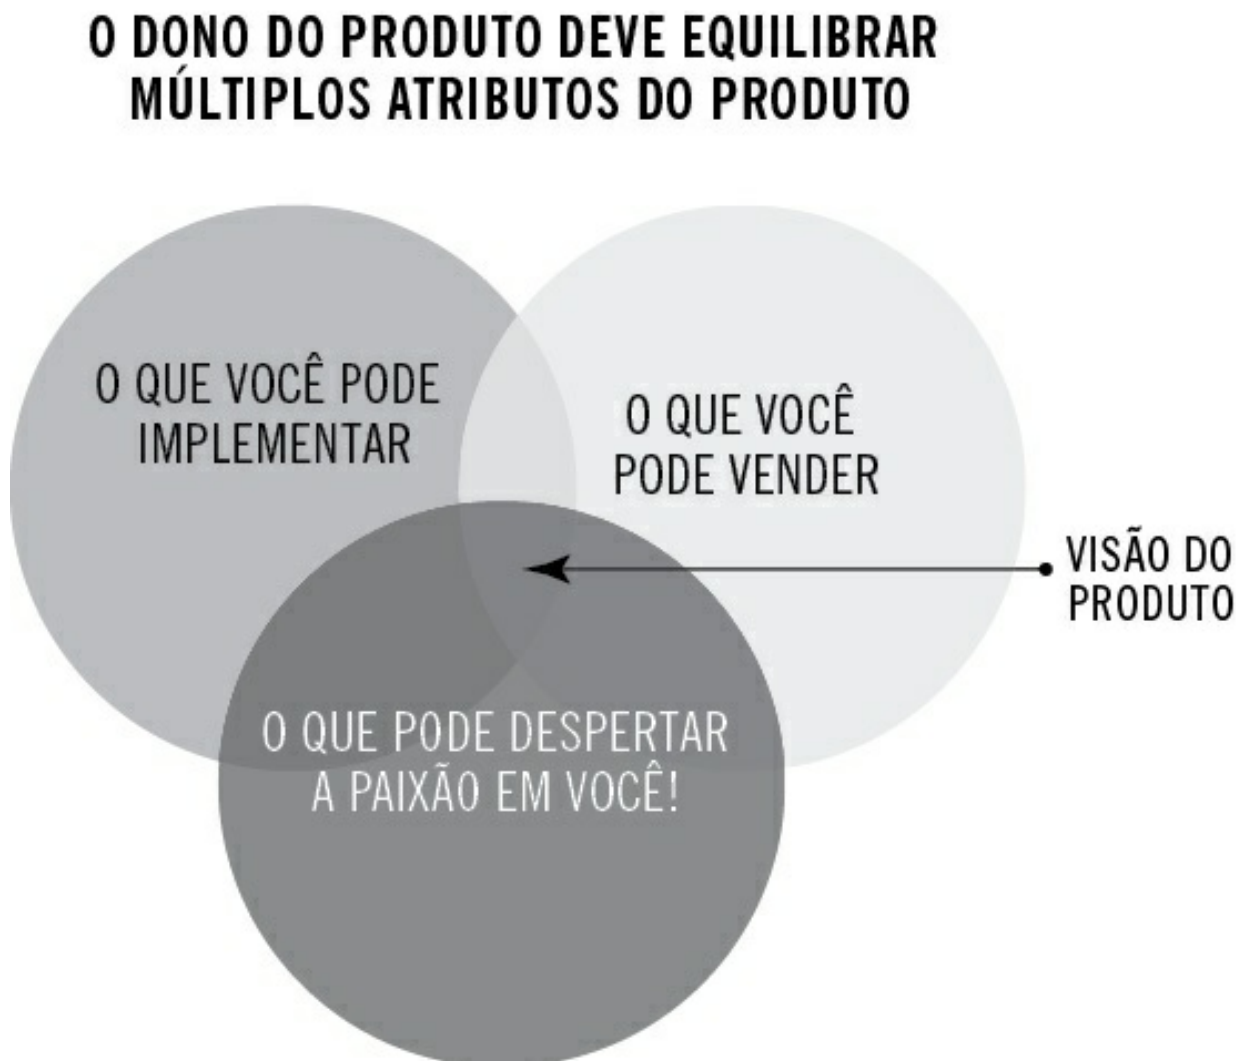 O DONO DO PRODUTO DEVE EQUILIBRAR
MÚLTIPLOS ATRIBUTOS DO PRODUTO
O QUE VOCÊ PODE
IMPLEMENTAR
O QUE VOCÊ
PODE VENDER
VISÃO DO
PRODUTO
O QUE PODE DESPERTAR
A PAIXÃO EM VOCÊ!